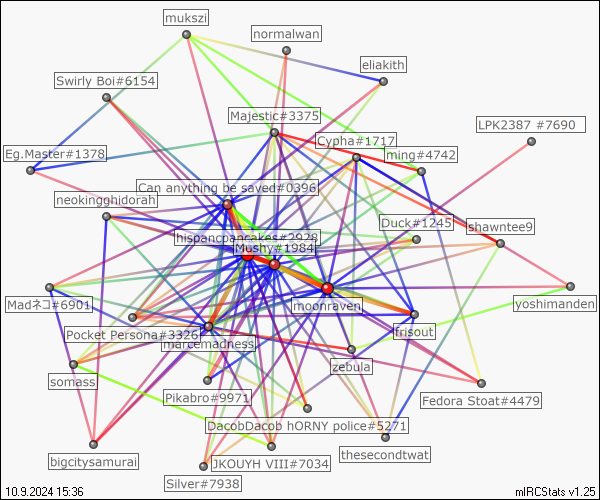 mukszi
normalwan
eliakith
Swirly Boi#6154
Majestic#3375
LPK2387 #7690
Cypha#1717
Eg.Master#1378
ming#4742
Can anything be saved#0396
neokingghidorah
Duck#1245
shawntee9
hispancpancakes#2928
Mushy#1984
Madネコ#6901
moonraven
yoshimanden
Pocket Persona#3326
frisout
marcemadness
zebula
somass
Pikabro#9971
Fedora Stoat#4479
DacobDacob hORNY police#5271
thesecondtwat
bigcitysamurai
JKOUYH VIII#7034
Silver#7938
10.9.2024 15:36
mIRCStats v1.25